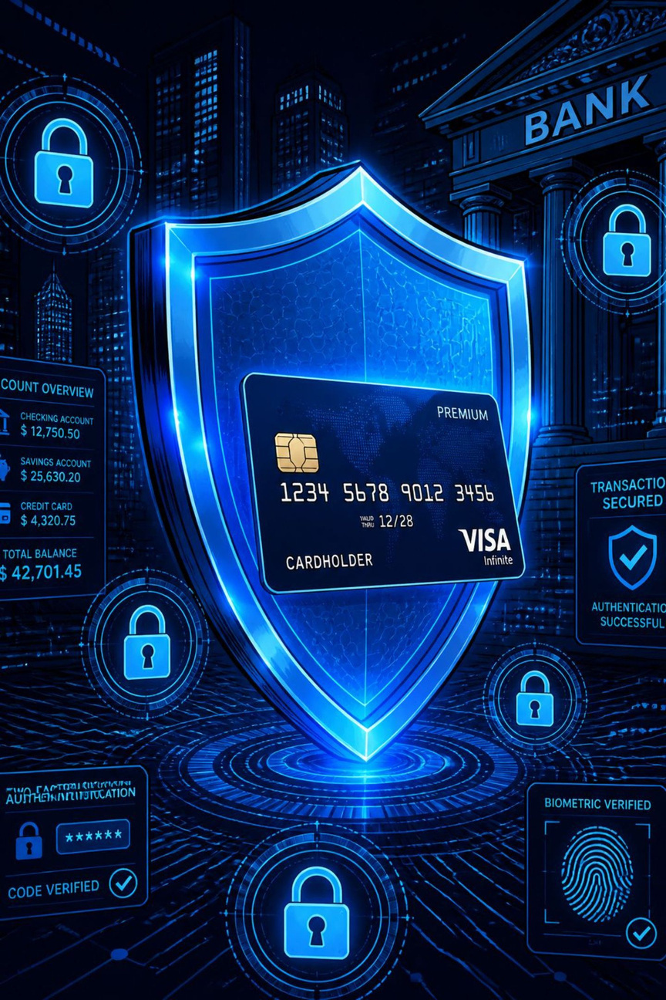 BANK
COUNT OVERVIEW
CHECKING ACCOUNT
$ 12,750.50
SAVINGS ACCOUNT
$ 25,630.20
CREDIT CARD
$ 4,320.75
TOTAL BALANCE
$ 42,701.45
PREMIUM
1234 5678 9012 3456
VALID
THRU
12/28
CARDHOLDER
VISA
Infinite
TRANSACTIO
SECURED
AUTHENTICATIO
SUCCESSFUL
AUTHENTICATION
******
CODE VERIFIED
BIOMETRIC VERIFIED